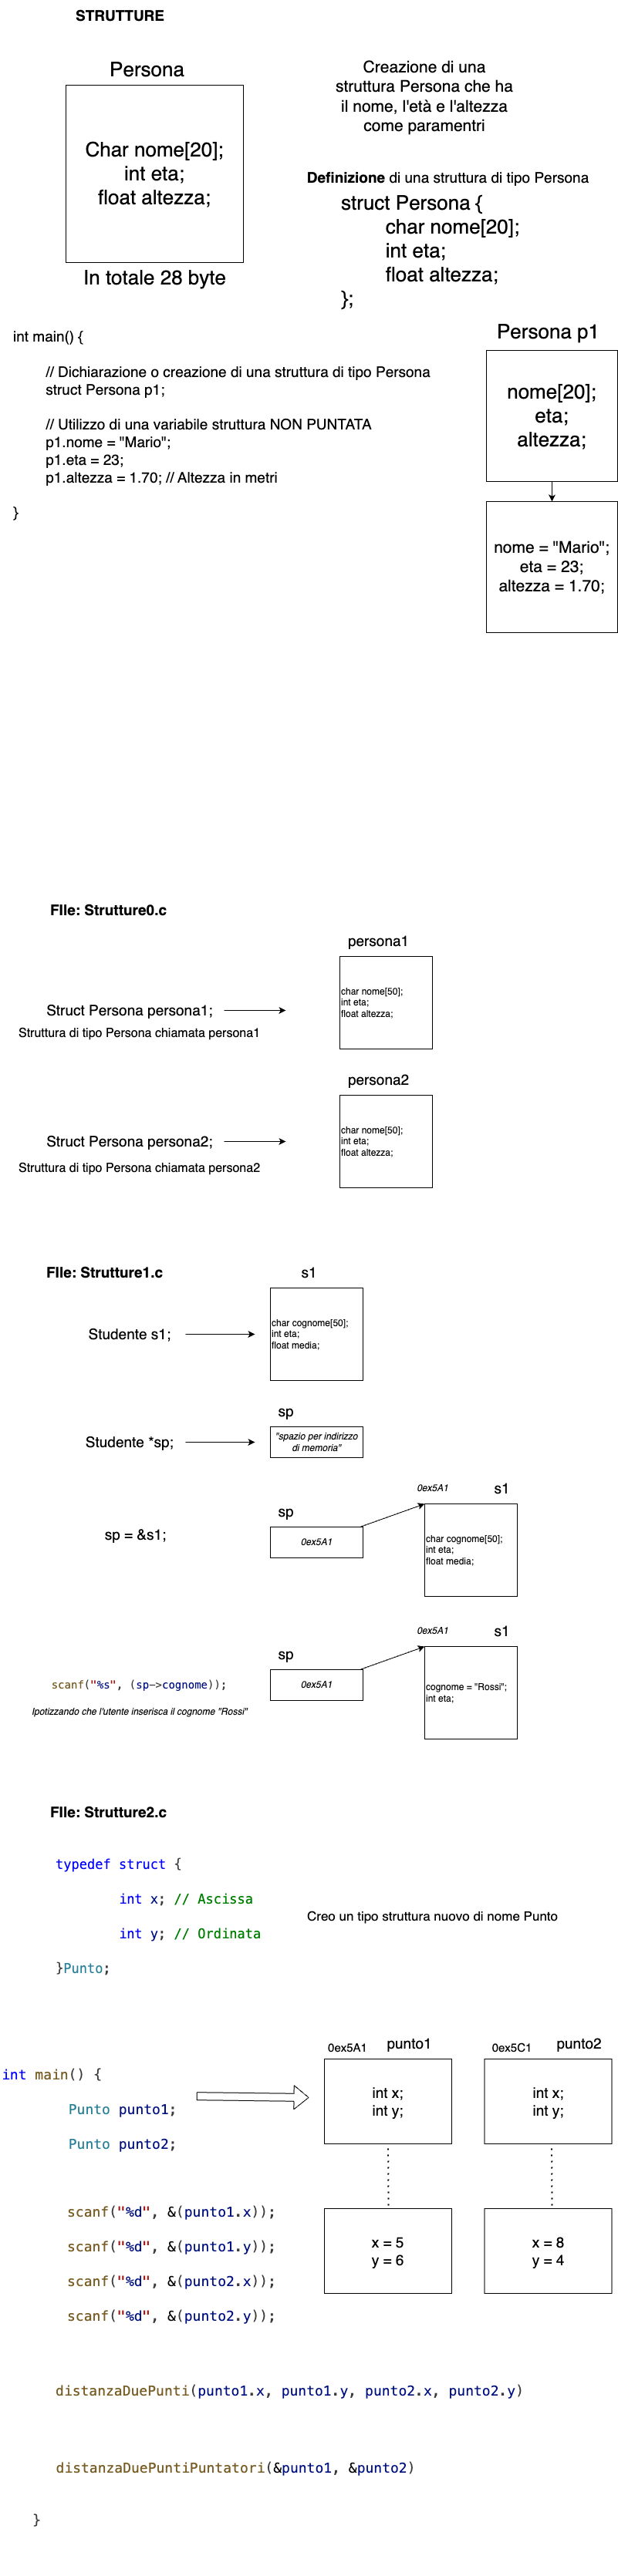 STRUTTURE
Persona
Char nome[20];
int eta;
float altezza;
In totale 28 byte
Creazione di una
struttura Persona che ha
il nome, l'età e l'altezza
come paramentri
Definizione di una struttura di tipo Persona
struct Persona {
char nome[20];
int eta;
float altezza;
};
int main() {
// Dichiarazione o creazione di una struttura di tipo Persona
struct Persona p1;
// Utilizzo di una variabile struttura NON PUNTATA
p1.nome = "Mario";
p1.eta = 23;
p1.altezza = 1.70; // Altezza in metri
}
Persona p1
nome[20];
eta;
altezza;
nome = "Mario";
eta = 23;
altezza = 1.70;
FIle: Strutture0.c
persona1
Struct Persona persona1;
Struttura di tipo Persona chiamata persona1
char nome[50];
int eta;
float altezza;
persona2
Struct Persona persona2;
Struttura di tipo Persona chiamata persona2
char nome[50];
int eta;
float altezza;
FIle: Strutture1.c
s1
Studente s1;
char cognome[50];
int eta;
float media;
sp
Studente *sp;
"spazio per indirizzo
di memoria"
sp = &s1;
sp
0ex5A1
0ex5A1
s1
char cognome[50];
int eta;
float media;
scanf("%s", (sp->cognome));
Ipotizzando che l'utente inserisca il cognome "Rossi"
sp
0ex5A1
0ex5A1
s1
cognome = "Rossi";
int eta;
FIle: Strutture2.c
typedef struct {
int x; // Ascissa
int y; // Ordinata
}Punto;
Creo un tipo struttura nuovo di nome Punto
int main() {
Punto punto1;
Punto punto2;
0ex5A1
punto1
int x;
int y;
0ex5C1
punto2
int x;
int y;
scanf("%d", &(punto1.x));
scanf("%d", &(punto1.y));
scanf("%d", &(punto2.x));
scanf("%d", &(punto2.y));
x = 5
y = 6
x = 8
y = 4
distanzaDuePunti(punto1.x, punto1.y, punto2.x, punto2.y)
distanzaDuePuntiPuntatori(&punto1, &punto2)
}